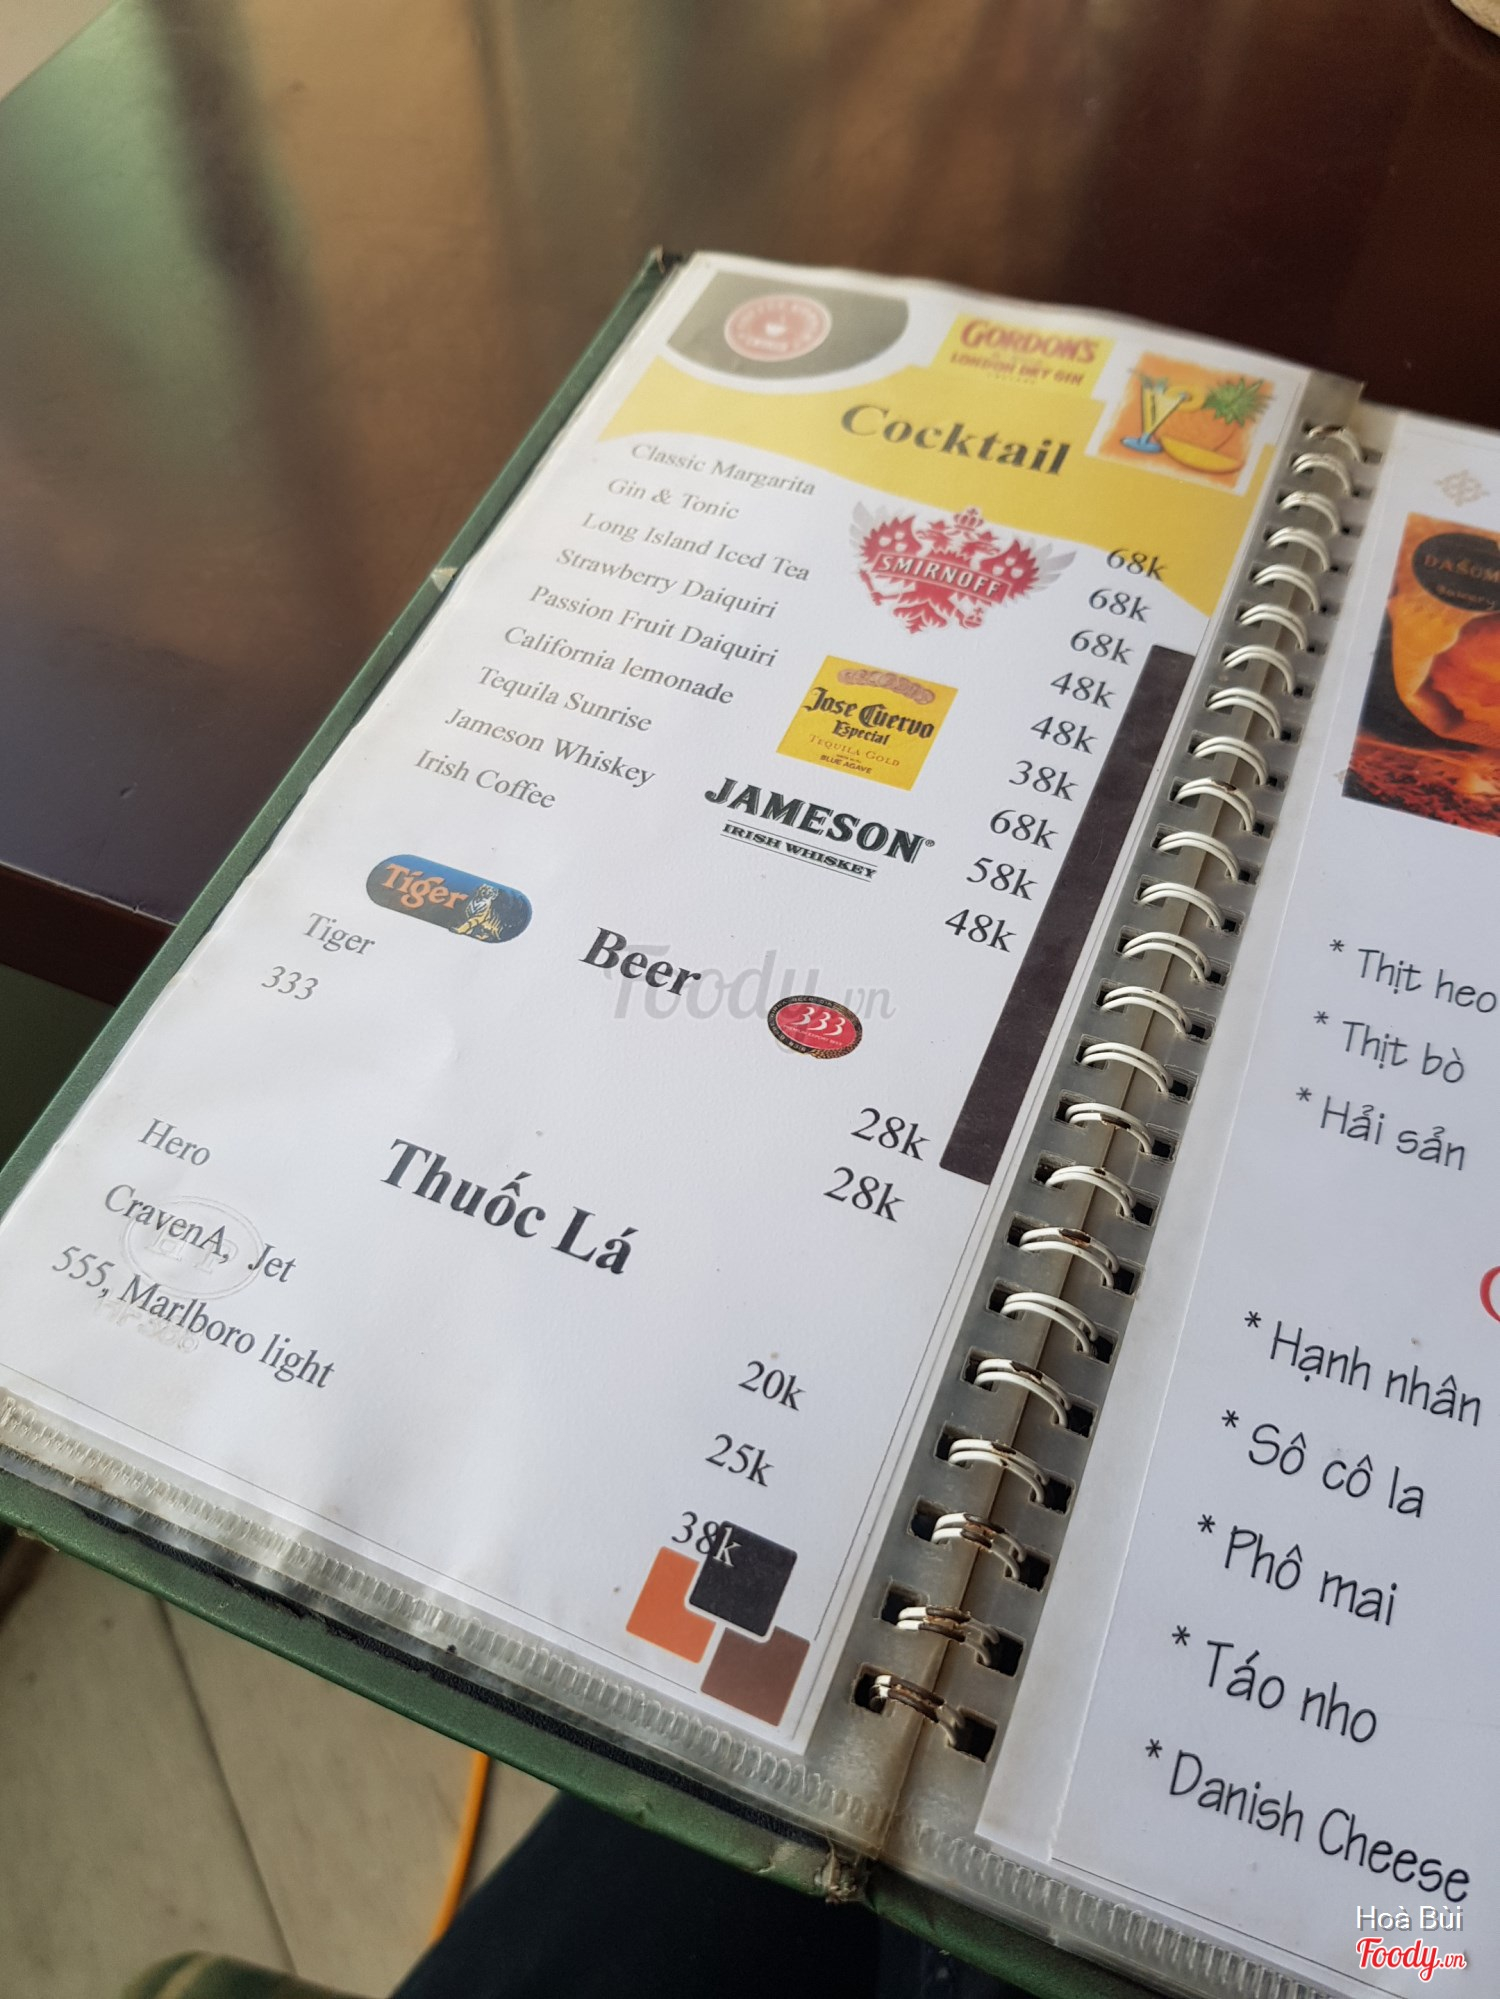 GORDON'S
LONDON DRY GIN
Cocktail
Classic Margarita 68k
Gin & Tonic 68k
Long Island Iced Tea 68k
Strawberry Daiquiri 48k
Passion Fruit Daiquiri 48k
California lemonade 38k
Tequila Sunrise 68k
Jameson Whiskey 58k
Irish Coffee 48k
SMIRNOFF
Jose Cuervo
Especial
TEQUILA GOLD
BLUE AGAVE
JAMESON®
IRISH WHISKEY
Tiger
Beer
333
Tiger 28k
333 28k
Thuốc Lá
Hero 20k
CravenA, Jet 25k
555, Marlboro light 38k
Foody.vn
* Thịt heo
* Thịt bò
* Hải sản
* Hạnh nhân
* Sô cô la
* Phô mai
* Táo nho
* Danish Cheese
Hoà Bùi
Foody.vn